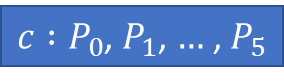 c : P₀, P₁, … , P₅